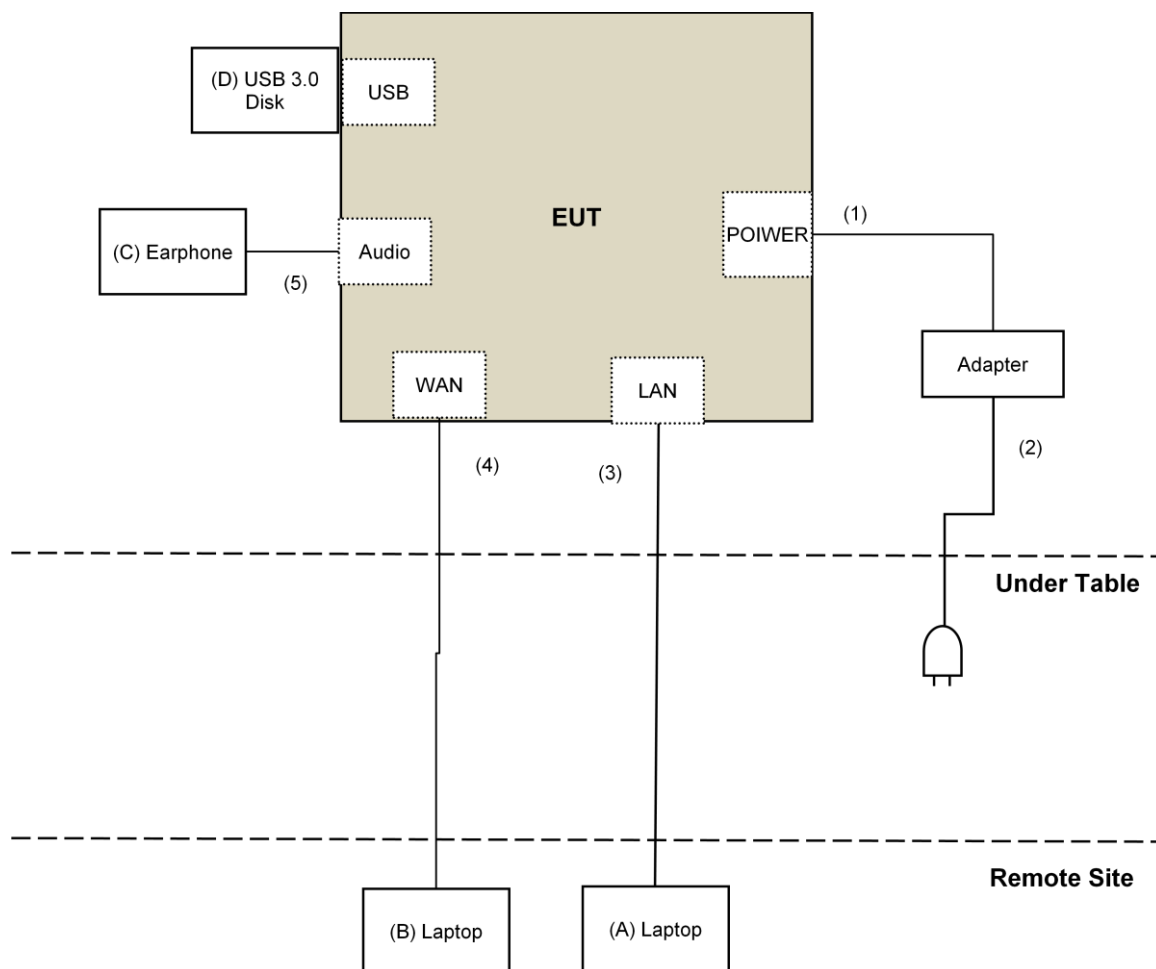 (D) USB 3.0
Disk
USB
EUT
(1)
POIWER
(C) Earphone
Audio
(5)
Adapter
WAN
LAN
(2)
(4)
(3)
Under Table
Remote Site
(B) Laptop
(A) Laptop